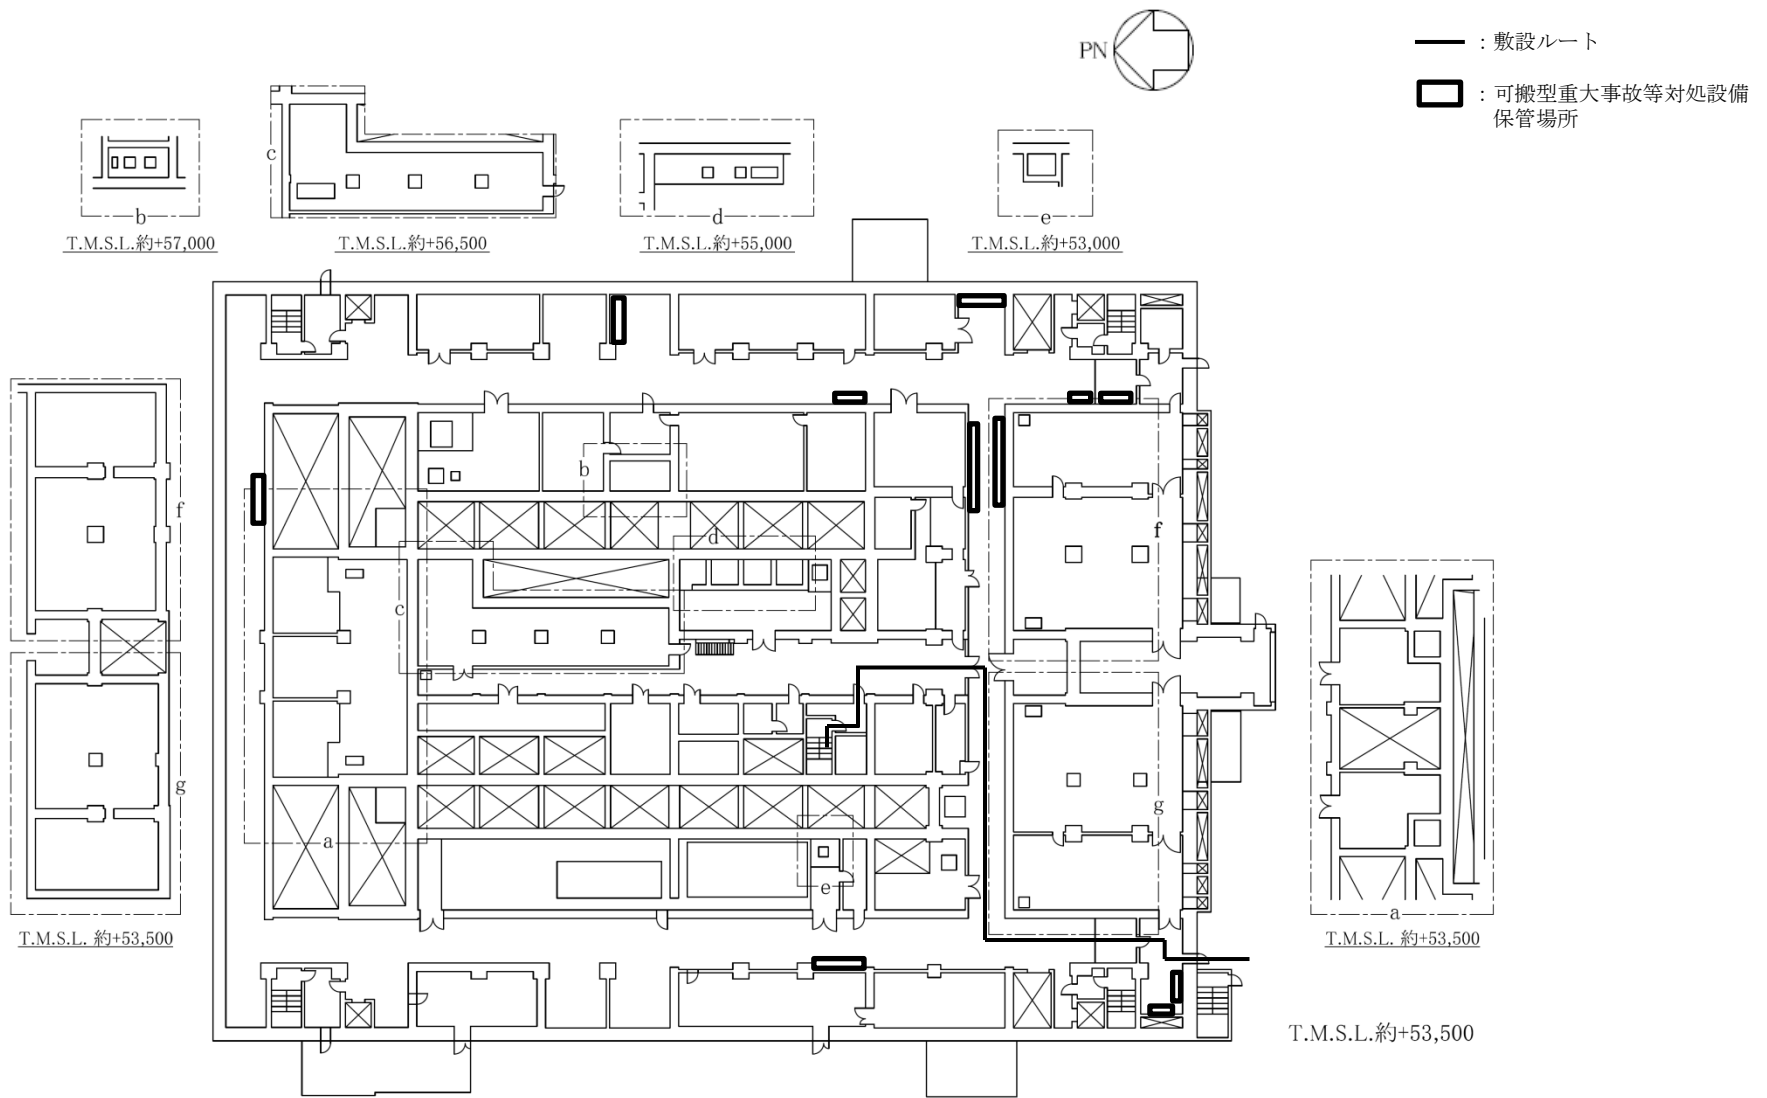 PN
：敷設ルート
：可搬型重大事故等対処設備
保管場所
c
b
d
e
T.M.S.L.約+57,000
T.M.S.L.約+56,500
T.M.S.L.約+55,000
T.M.S.L.約+53,000
b
f
f
d
c
g
g
a
e
a
T.M.S.L. 約+53,500
T.M.S.L. 約+53,500
T.M.S.L.約+53,500